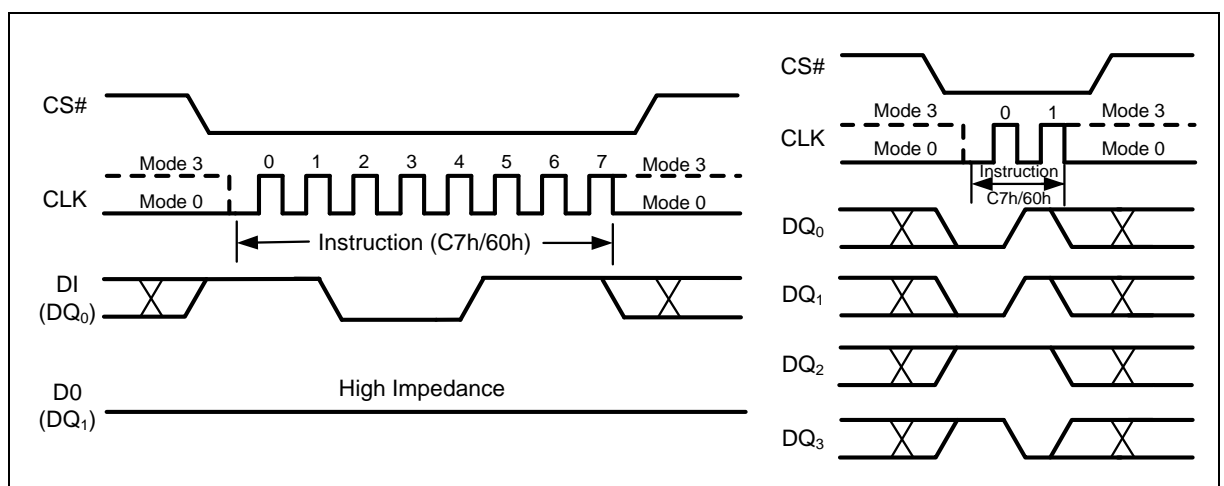 CS#
Mode 3
0 1 2 3 4 5 6 7
Mode 3
CLK
Mode 0
Mode 0
Instruction (C7h/60h)
DI
(DQ0)
High Impedance
D0
(DQ1)
CS#
Mode 3
0 1
Mode 3
CLK
Mode 0
Mode 0
Instruction
C7h/60h
DQ0
DQ1
DQ2
DQ3